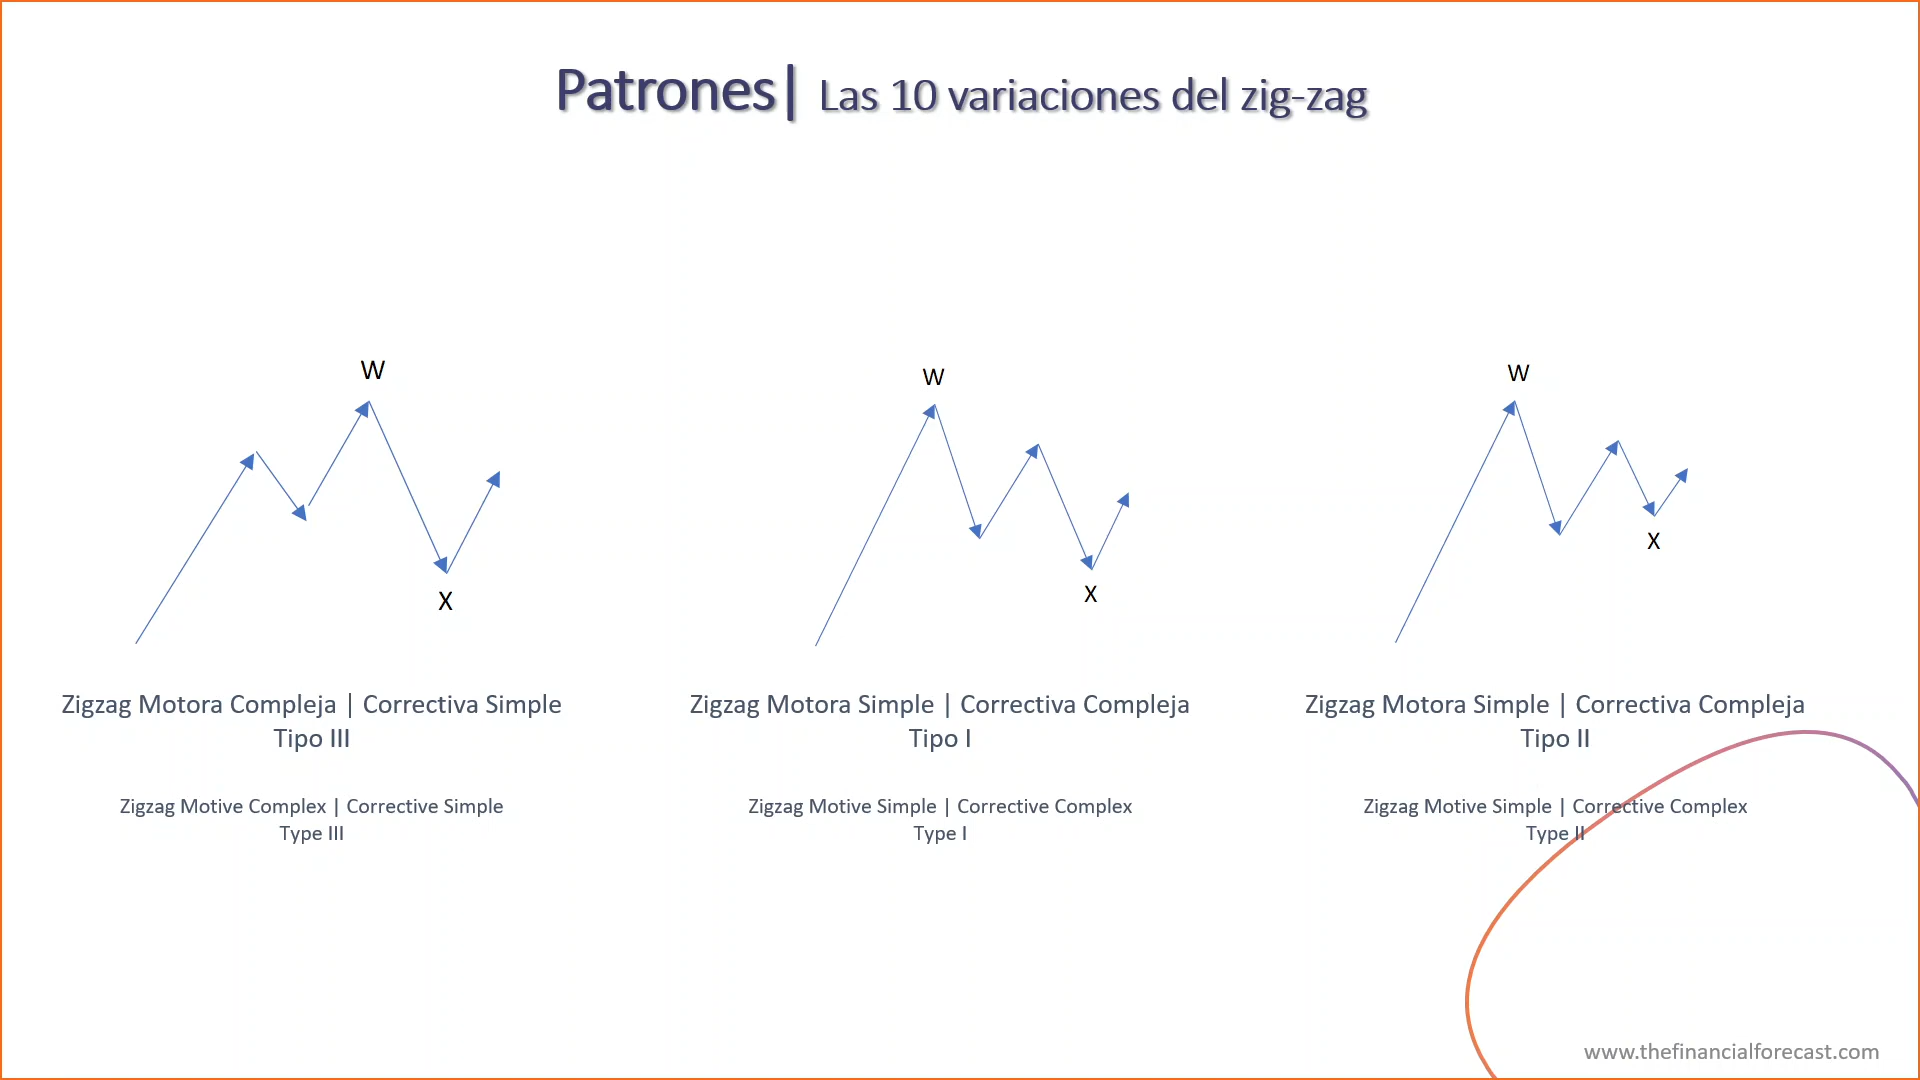 Patrones| Las 10 variaciones del zig-zag
W
W
W
X
X
X
Zigzag Motora Compleja | Correctiva Simple
Tipo III
Zigzag Motora Simple | Correctiva Compleja
Tipo I
Zigzag Motora Simple | Correctiva Compleja
Tipo II
Zigzag Motive Complex | Corrective Simple
Type III
Zigzag Motive Simple | Corrective Complex
Type I
Zigzag Motive Simple | Corrective Complex
Type II
www.thefinancialforecast.com